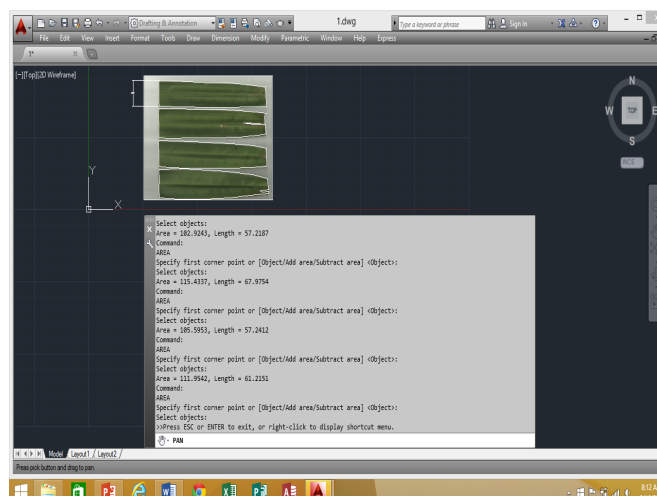 Drafting & Annotation
1.dwg
Type a keyword or phrase
Sign In
File Edit View Insert Format Tools Draw Dimension Modify Parametric Window Help Express
1*
[−][Top][2D Wireframe]
N
W TOP E
S
WCS
Y
X
Select objects:
Area = 102.9243, Length = 57.2187
Command:
AREA
Specify first corner point or [Object/Add area/Subtract area] <Object>:
Select objects:
Area = 115.4337, Length = 67.9754
Command:
AREA
Specify first corner point or [Object/Add area/Subtract area] <Object>:
Select objects:
Area = 105.5953, Length = 57.2412
Command:
AREA
Specify first corner point or [Object/Add area/Subtract area] <Object>:
Select objects:
Area = 111.9542, Length = 61.2151
Command:
AREA
Specify first corner point or [Object/Add area/Subtract area] <Object>:
Select objects:
>>Press ESC or ENTER to exit, or right-click to display shortcut menu.
PAN
Model Layout1 Layout2
Press pick button and drag to pan.
8:12 A